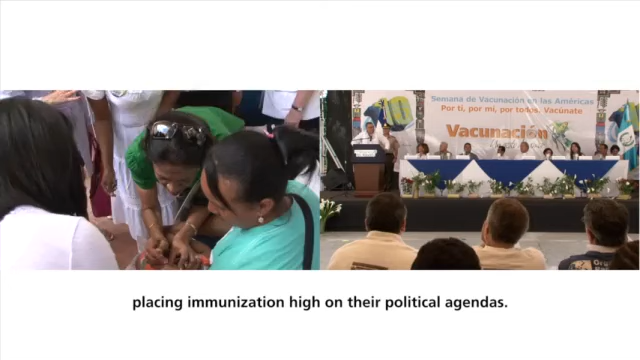 10
Semana de Vacunación en las Américas
Por ti, por mí, por todos. Vacúnate
Vacunación
placing immunization high on their political agendas.